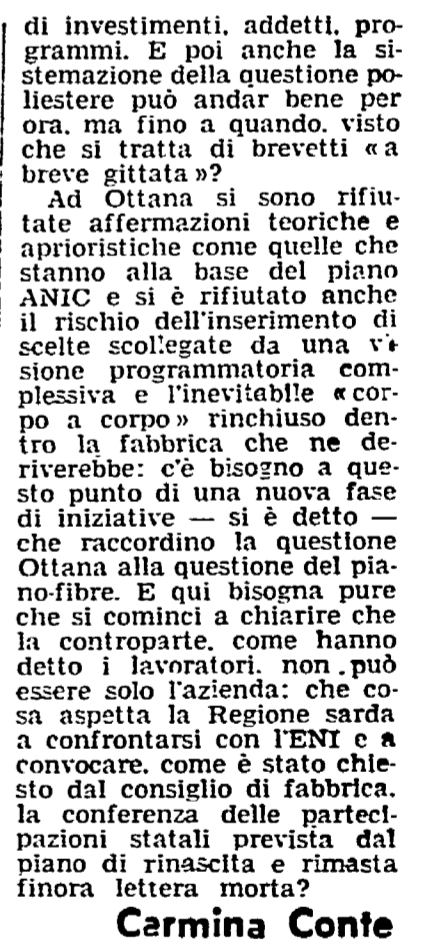 di investimenti, addetti, pro-
grammi. E poi anche la si-
stemazione della questione po-
liestere può andar bene per
ora, ma fino a quando, visto
che si tratta di brevetti « a
breve gittata »?
Ad Ottana si sono rifiu-
tate affermazioni teoriche e
aprioristiche come quelle che
stanno alla base del piano
ANIC e si è rifiutato anche
il rischio dell'inserimento di
scelte scollegate da una vi-
sione programmatoria com-
plessiva e l'inevitabile « cor-
po a corpo » rinchiuso den-
tro la fabbrica che ne de-
riverebbe: c'è bisogno a que-
sto punto di una nuova fase
di iniziative — si è detto —
che raccordino la questione
Ottana alla questione del pia-
no-fibre. E qui bisogna pure
che si cominci a chiarire che
la controparte, come hanno
detto i lavoratori, non può
essere solo l'azienda: che co-
sa aspetta la Regione sarda
a confrontarsi con l'ENI e a
convocare, come è stato chie-
sto dal consiglio di fabbrica,
la conferenza delle parteci-
pazioni statali prevista dal
piano di rinascita e rimasta
finora lettera morta?
Carmina Conte